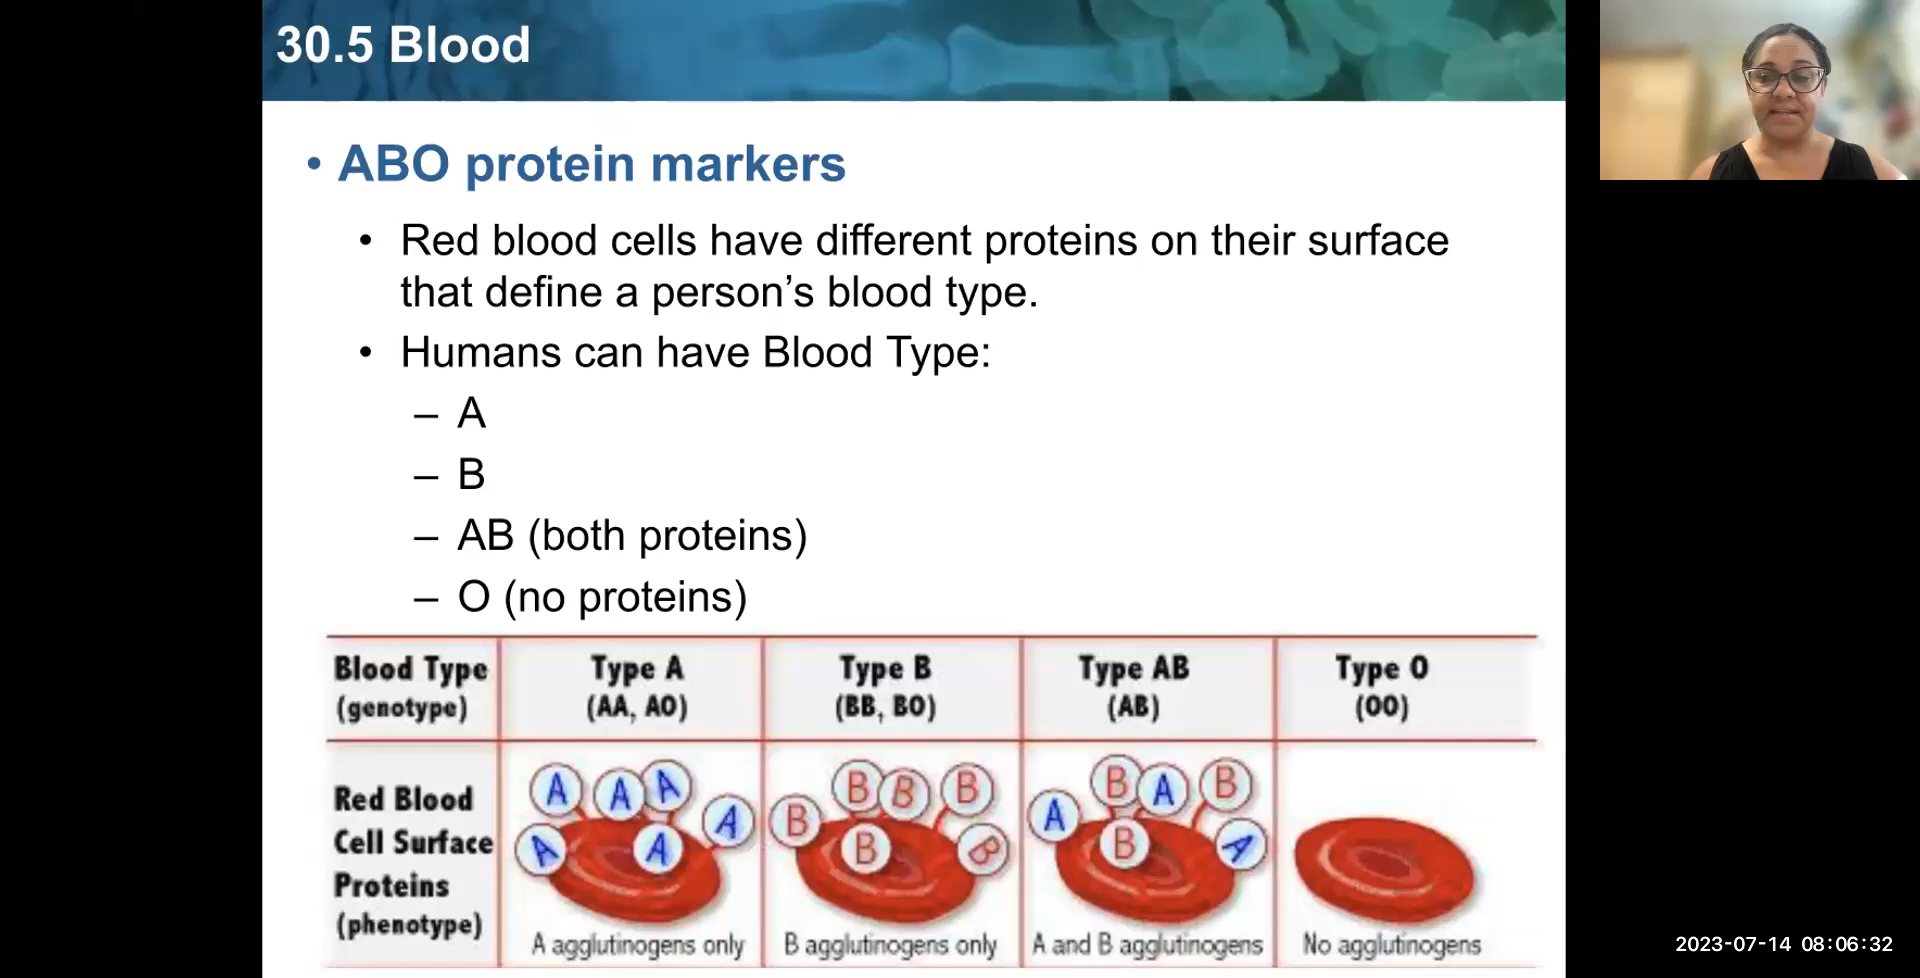 30.5 Blood
• ABO protein markers
• Red blood cells have different proteins on their surface
that define a person’s blood type.
• Humans can have Blood Type:
– A
– B
– AB (both proteins)
– O (no proteins)
Blood Type
(genotype)
Type A
(AA, AO)
Type B
(BB, BO)
Type AB
(AB)
Type O
(OO)
Red Blood
Cell Surface
Proteins
(phenotype)
A A A A A A
A agglutinogens only
B B B B B B
B agglutinogens only
A B A B B A
A and B agglutinogens
No agglutinogens
2023-07-14 08:06:32